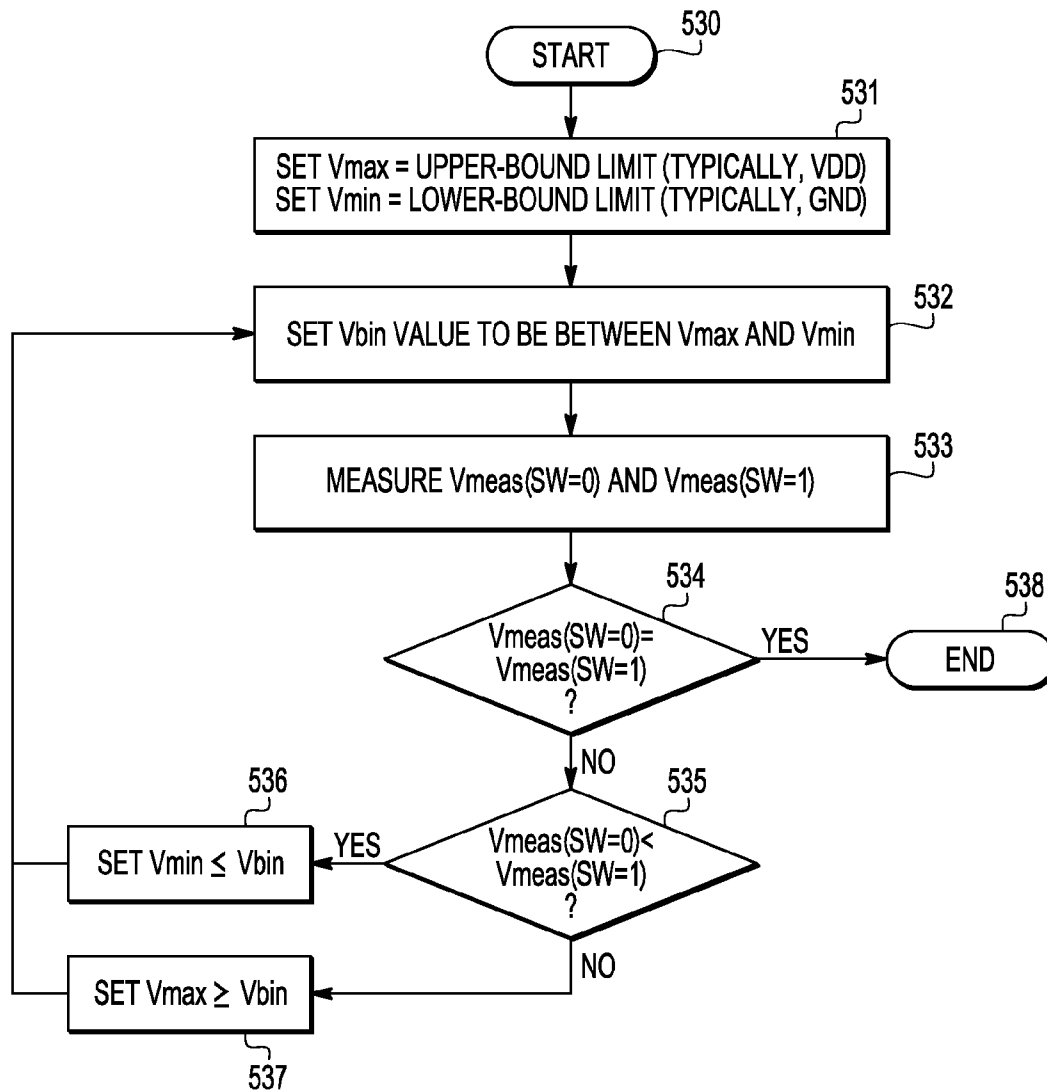 530
START
531
SET Vmax = UPPER-BOUND LIMIT (TYPICALLY, VDD)
SET Vmin = LOWER-BOUND LIMIT (TYPICALLY, GND)
532
SET Vbin VALUE TO BE BETWEEN Vmax AND Vmin
533
MEASURE Vmeas(SW=0) AND Vmeas(SW=1)
534
Vmeas(SW=0)=
Vmeas(SW=1)
?
YES
538
END
NO
535
Vmeas(SW=0)<
Vmeas(SW=1)
?
YES
536
SET Vmin ≤ Vbin
NO
SET Vmax ≥ Vbin
537